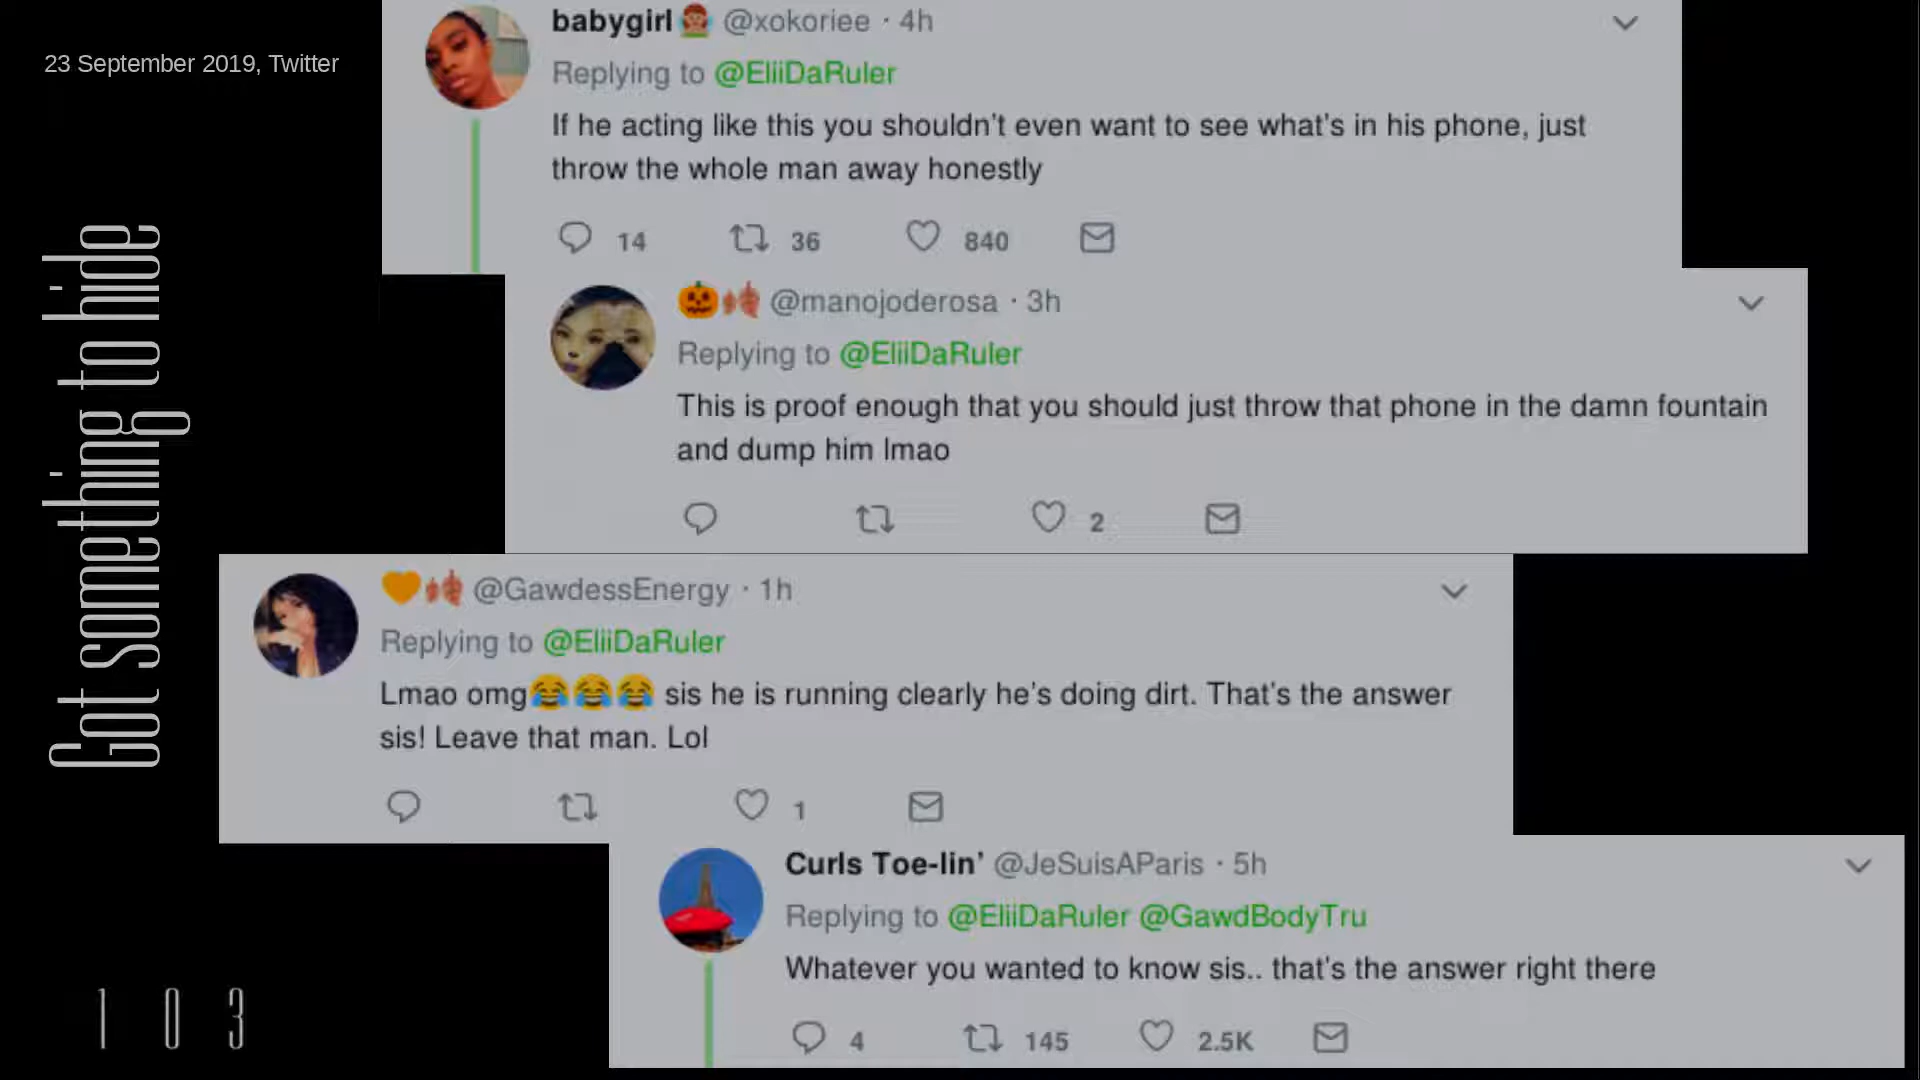 23 September 2019, Twitter
Got something to hide
103
babygirl🙍🏽‍♀️ @xokoriee · 4h
Replying to @EliiDaRuler
If he acting like this you shouldn't even want to see what's in his phone, just
throw the whole man away honestly
14 36 840
🎃🍂 @manojoderosa · 3h
Replying to @EliiDaRuler
This is proof enough that you should just throw that phone in the damn fountain
and dump him lmao
2
🧡🍂 @GawdessEnergy · 1h
Replying to @EliiDaRuler
Lmao omg😂😂😂 sis he is running clearly he's doing dirt. That's the answer
sis! Leave that man. Lol
1
Curls Toe-lin' @JeSuisAParis · 5h
Replying to @EliiDaRuler @GawdBodyTru
Whatever you wanted to know sis.. that's the answer right there
4 145 2.5K